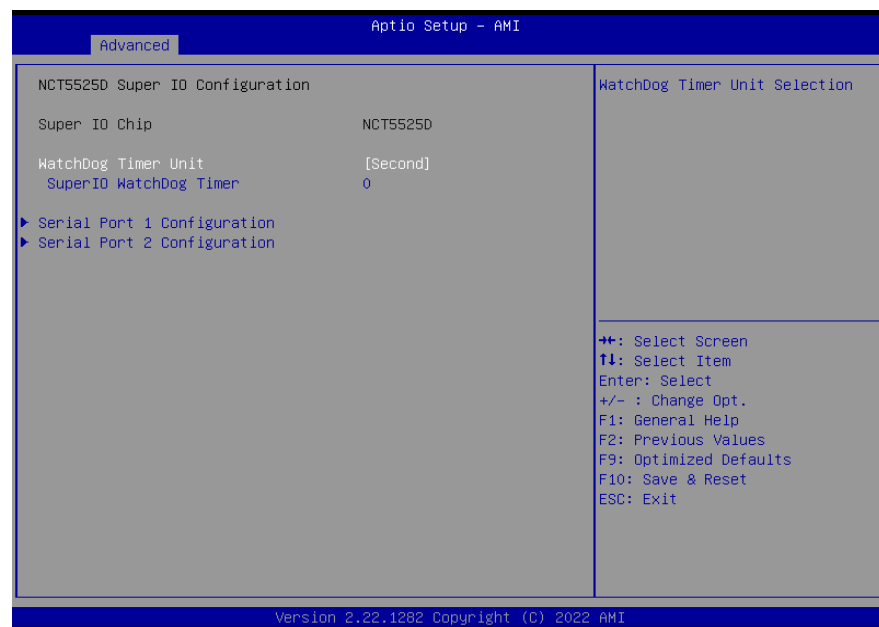 Aptio Setup – AMI
Advanced
NCT5525D Super IO Configuration
Super IO Chip NCT5525D
WatchDog Timer Unit [Second]
SuperIO WatchDog Timer 0
Serial Port 1 Configuration
Serial Port 2 Configuration
WatchDog Timer Unit Selection
→←: Select Screen
↑↓: Select Item
Enter: Select
+/- : Change Opt.
F1: General Help
F2: Previous Values
F9: Optimized Defaults
F10: Save & Reset
ESC: Exit
Version 2.22.1282 Copyright (C) 2022 AMI